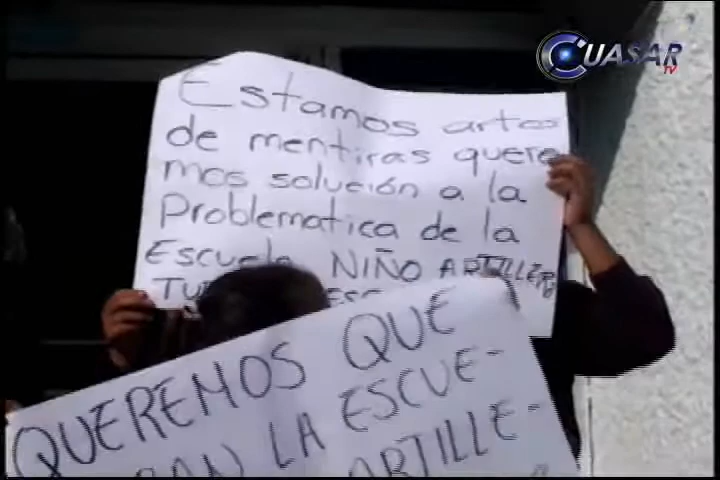 CUASAR TV
Estamos artos
de mentiras quere
mos solución a la
Problematica de la
Escuela NIÑO ARTILLERO
QUEREMOS QUE
LA ESCUE-
ARTILLE-